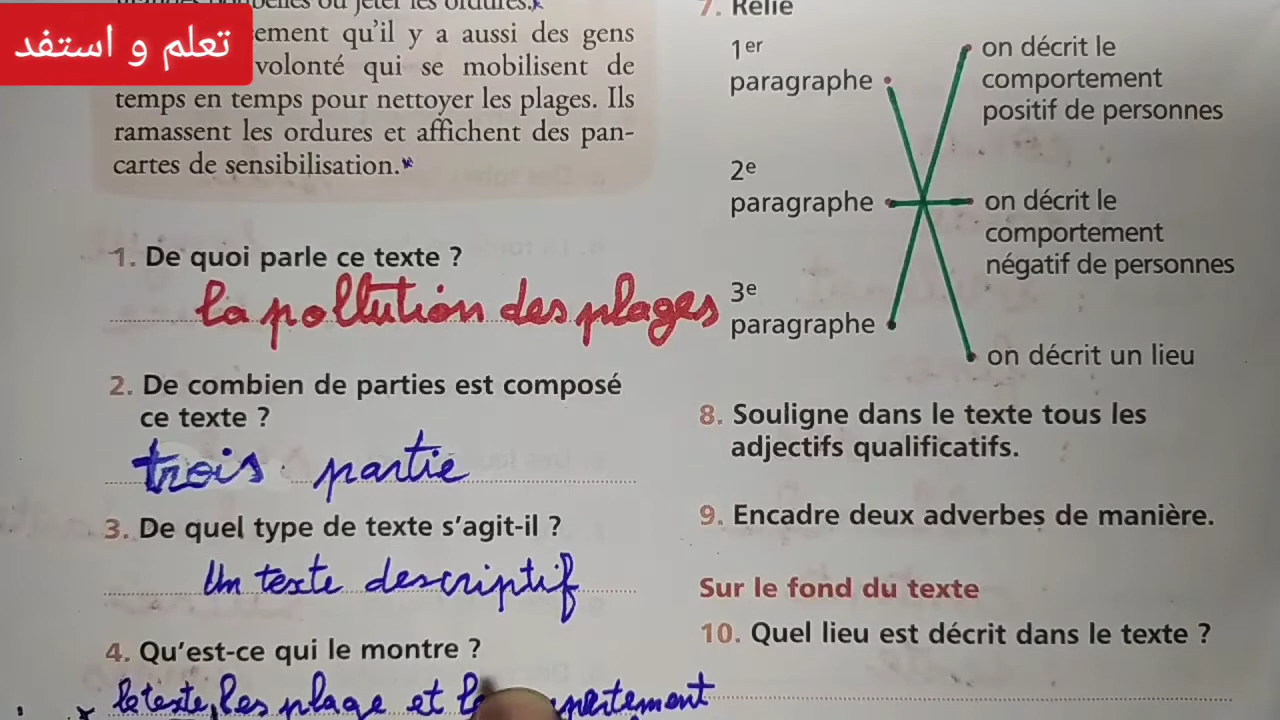 تعلم و استفد
ou jeter les ordures.
ement qu'il y a aussi des gens
volonté qui se mobilisent de
temps en temps pour nettoyer les plages. Ils
ramassent les ordures et affichent des pan-
cartes de sensibilisation.*
1. De quoi parle ce texte ?
la pollution des plages
2. De combien de parties est composé
ce texte ?
trois partie
3. De quel type de texte s'agit-il ?
Un texte descriptif
4. Qu'est-ce qui le montre ?
le texte, les plage et
7. Relie
1er
paragraphe
on décrit le
comportement
positif de personnes
2e
paragraphe
on décrit le
comportement
négatif de personnes
3e
paragraphe
on décrit un lieu
8. Souligne dans le texte tous les
adjectifs qualificatifs.
9. Encadre deux adverbes de manière.
Sur le fond du texte
10. Quel lieu est décrit dans le texte ?